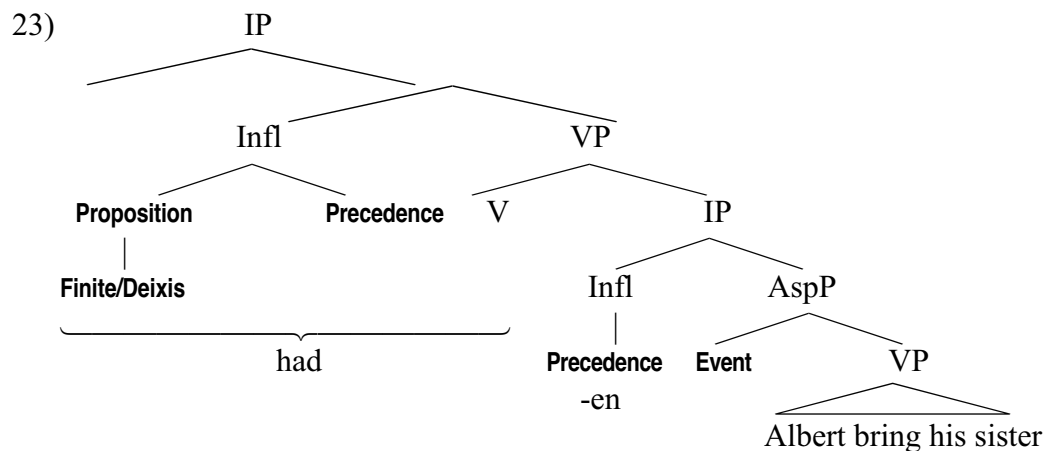 23) IP
Infl VP
Proposition Precedence V IP
Finite/Deixis Infl AspP
had Precedence Event VP
-en
Albert bring his sister